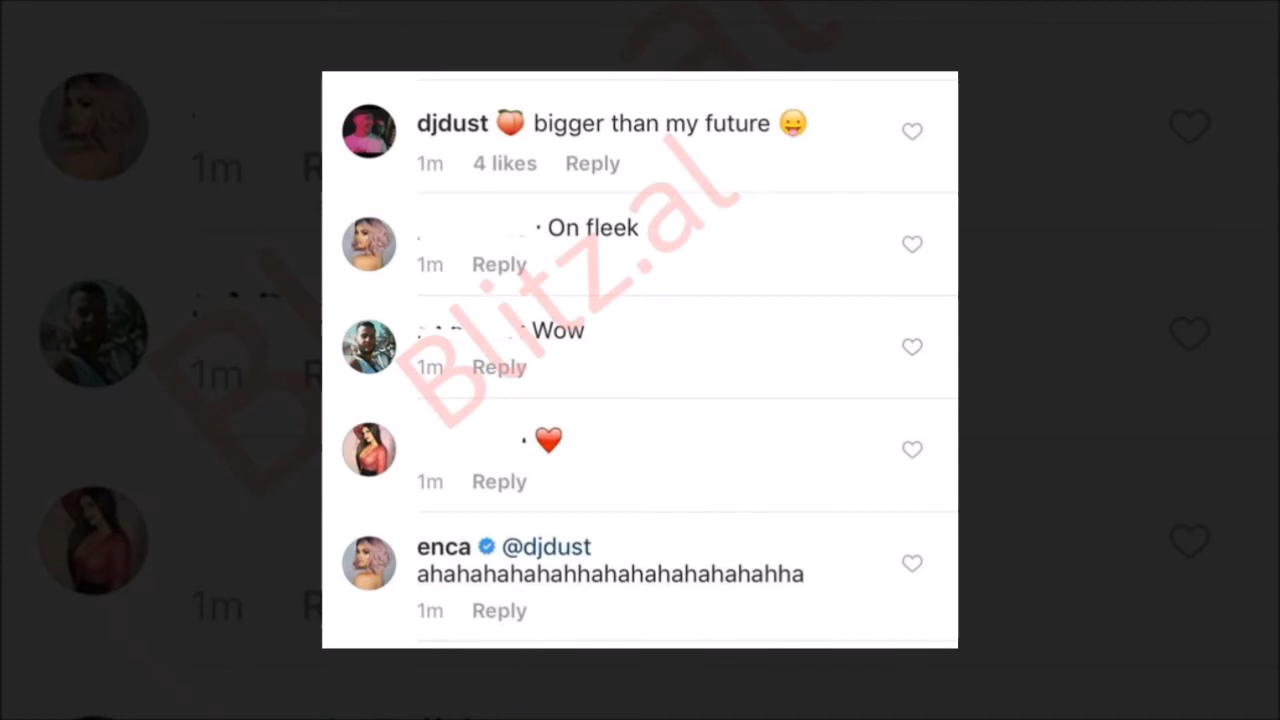 djdust 🍑 bigger than my future 😛
1m 4 likes Reply
On fleek
1m Reply
Wow
1m Reply
❤️
1m Reply
enca @djdust
ahahahahahahhahahahahahahahha
1m Reply
Blitz.al